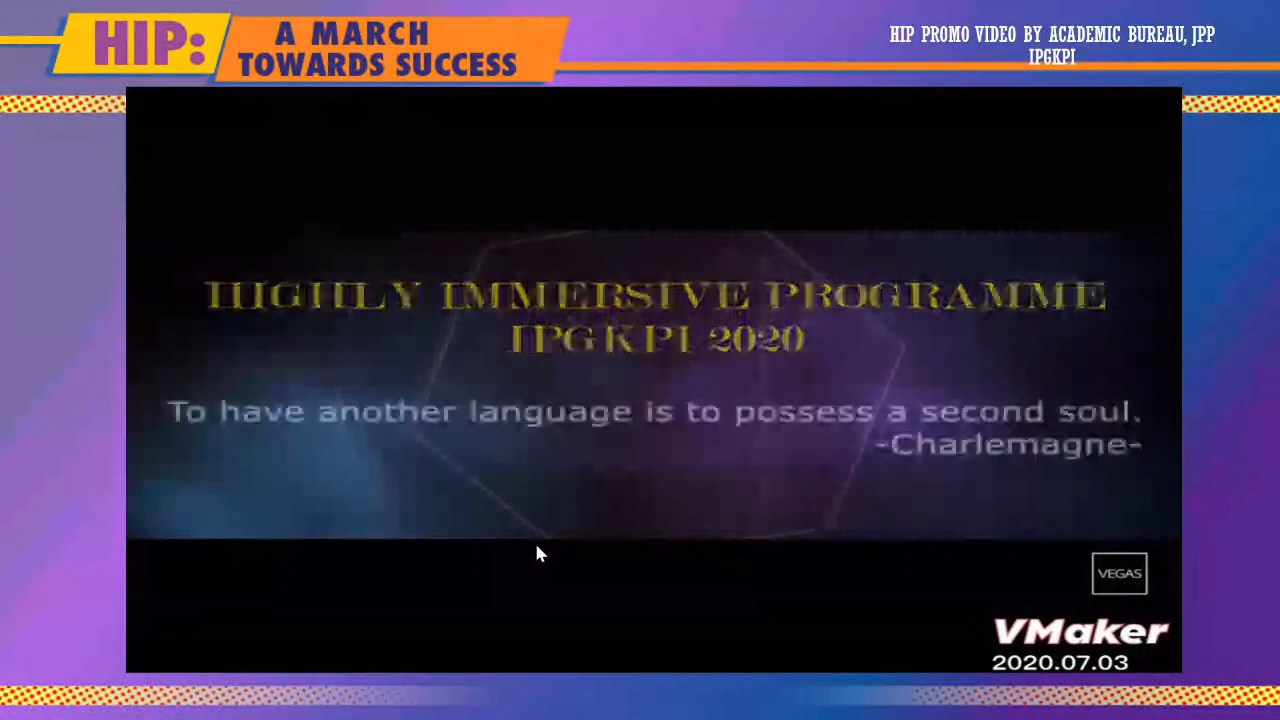 HIP:
A MARCH
TOWARDS SUCCESS
HIP PROMO VIDEO BY ACADEMIC BUREAU, JPP
IPGKPI
HIGHLY IMMERSIVE PROGRAMME
IPGKPI 2020
To have another language is to possess a second soul.
-Charlemagne-
VEGAS
VMaker
2020.07.03